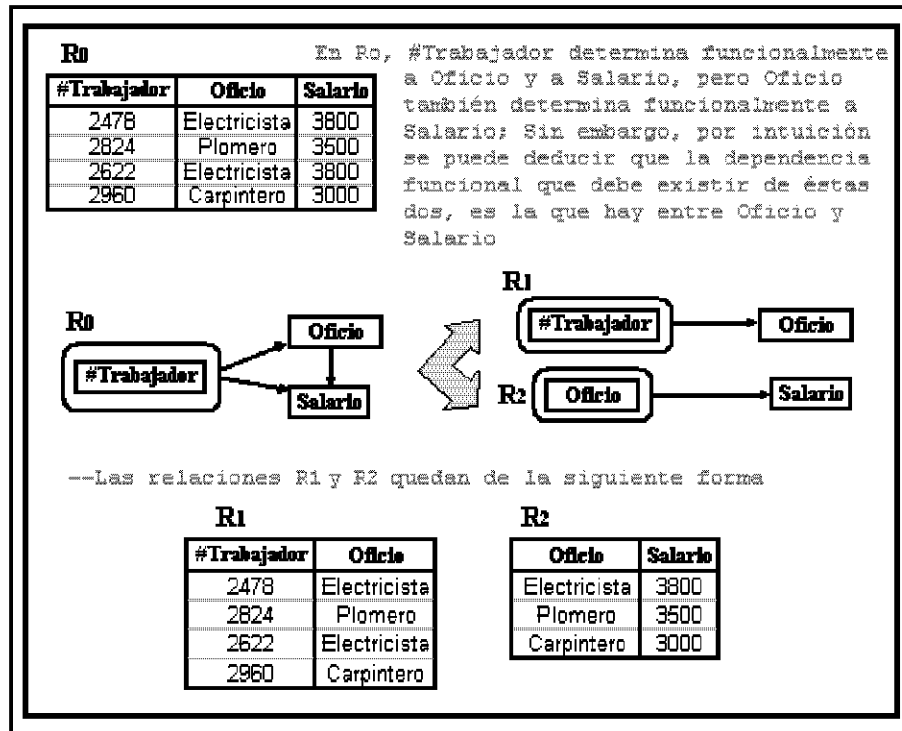 R0
En Ro, #Trabajador determina funcionalmente
a Oficio y a Salario, pero Oficio
también determina funcionalmente a
Salario; Sin embargo, por intuición
se puede deducir que la dependencia
funcional que debe existir de éstas
dos, es la que hay entre Oficio y
Salario
#Trabajador Oficio Salario
2478 Electricista 3800
2824 Plomero 3500
2622 Electricista 3800
2960 Carpintero 3000
R0
#Trabajador
Oficio
Salario
R1
#Trabajador
Oficio
R2
Oficio
Salario
--Las relaciones R1 y R2 quedan de la siguiente forma
R1
#Trabajador Oficio
2478 Electricista
2824 Plomero
2622 Electricista
2960 Carpintero
R2
Oficio Salario
Electricista 3800
Plomero 3500
Carpintero 3000